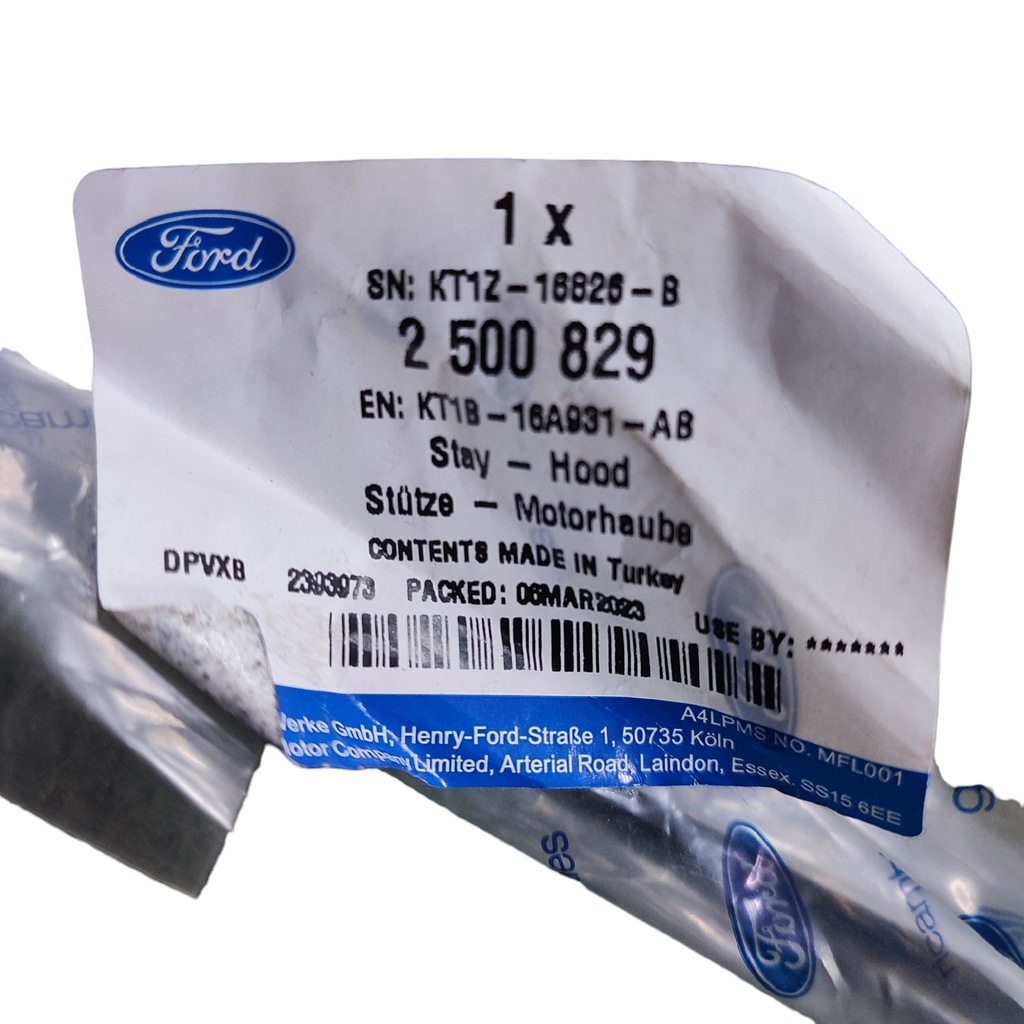 Ford
1 x
SN: KT1Z-16826-B
2 500 829
EN: KT1B-16A931-AB
Stay - Hood
Stütze - Motorhaube
CONTENTS MADE IN Turkey
DPVXB 2393973 PACKED: 06MAR2023 USE BY: *******
A4LPMS NO. MFL001
Werke GmbH, Henry-Ford-Straße 1, 50735 Köln
Motor Company Limited, Arterial Road, Laindon, Essex. SS15 6EE
Ford